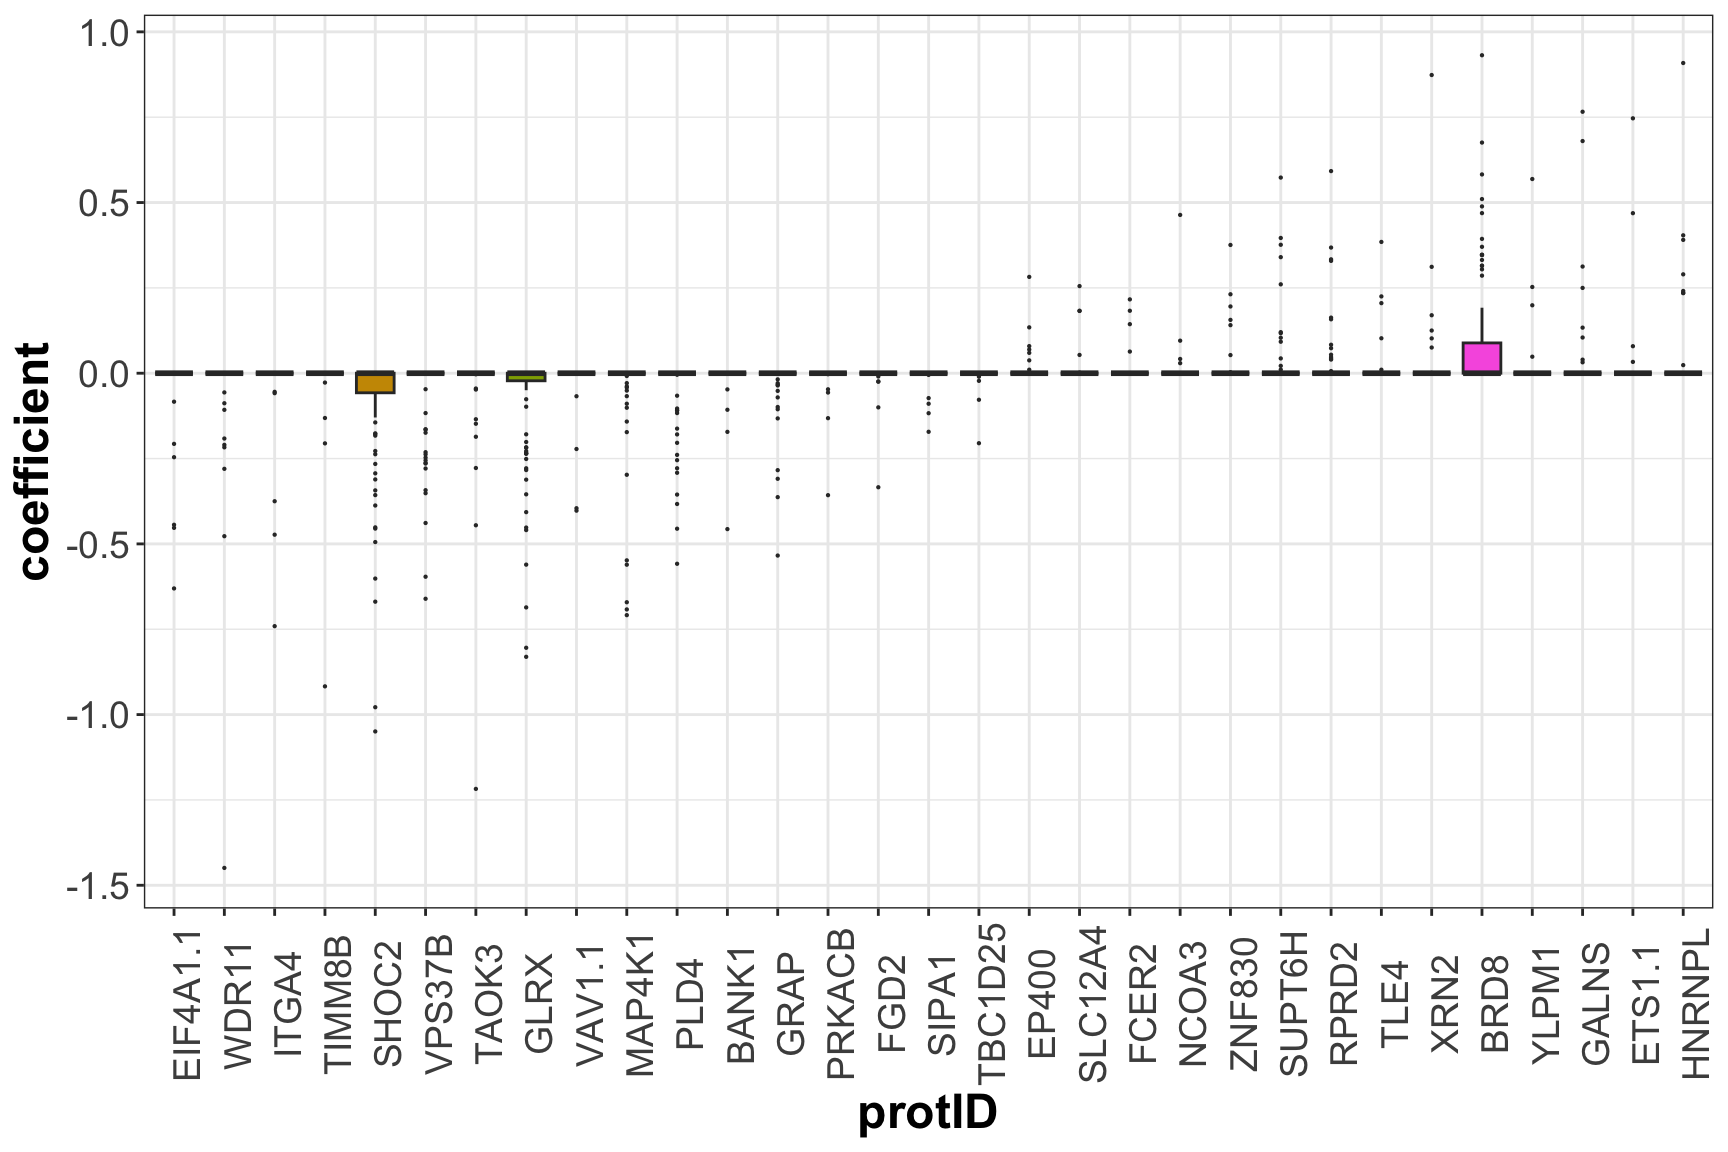 1.0
0.5
0.0
-0.5
-1.0
-1.5
coefficient
EIF4A1.1
WDR11
ITGA4
TIMM8B
SHOC2
VPS37B
TAOK3
GLRX
VAV1.1
MAP4K1
PLD4
BANK1
GRAP
PRKACB
FGD2
SIPA1
TBC1D25
EP400
SLC12A4
FCER2
NCOA3
ZNF830
SUPT6H
RPRD2
TLE4
XRN2
BRD8
YLPM1
GALNS
ETS1.1
HNRNPL
protID